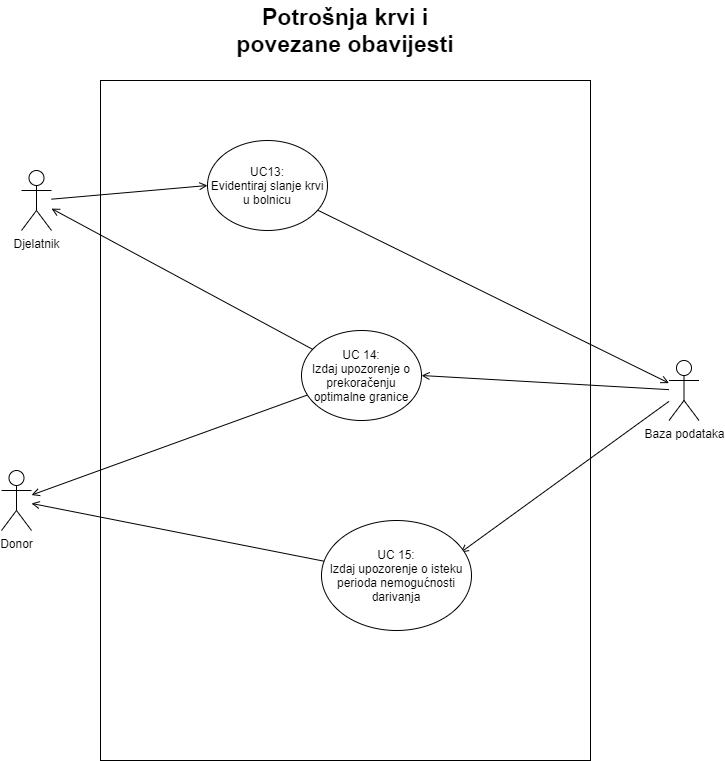 Potrošnja krvi i
povezane obavijesti
UC13:
Evidentiraj slanje krvi
u bolnicu
Djelatnik
UC 14:
Izdaj upozorenje o
prekoračenju
optimalne granice
Baza podataka
Donor
UC 15:
Izdaj upozorenje o isteku
perioda nemogućnosti
darivanja